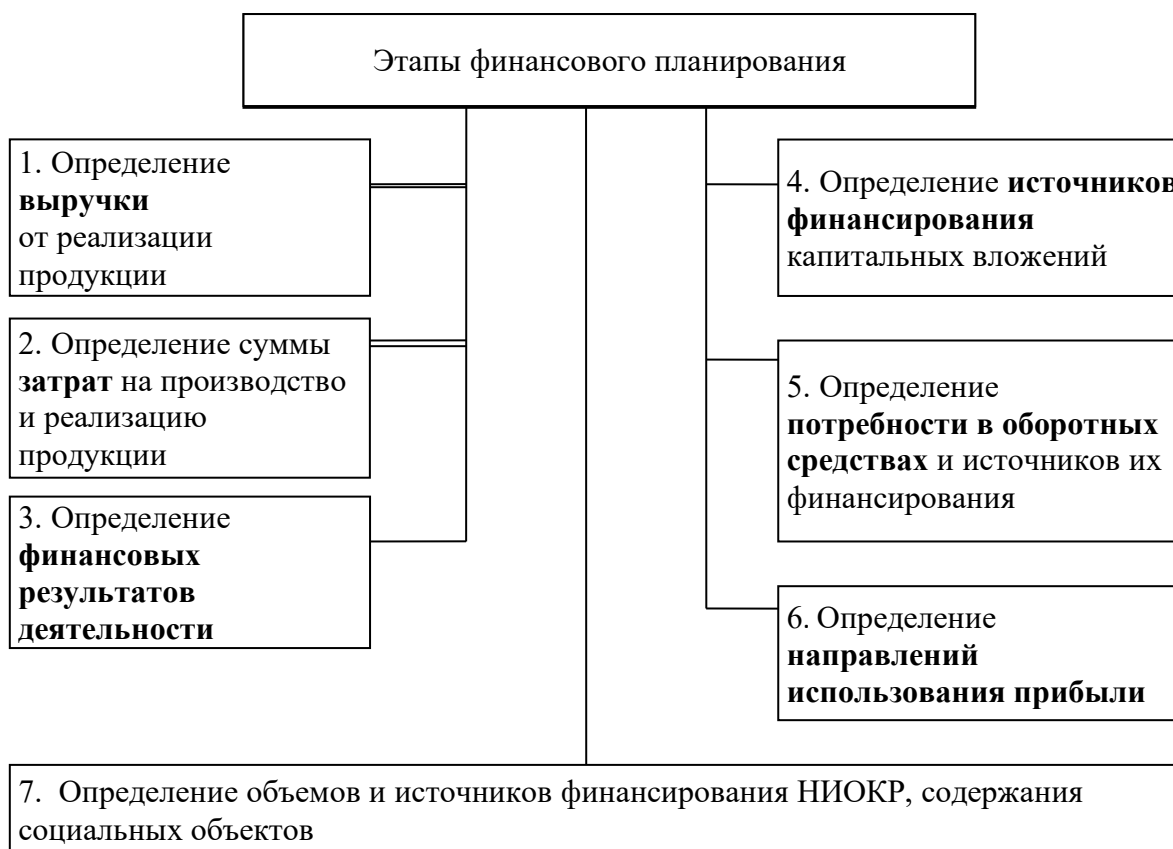 Этапы финансового планирования
1. Определение
выручки
от реализации
продукции
2. Определение суммы
затрат на производство
и реализацию
продукции
3. Определение
финансовых
результатов
деятельности
4. Определение источников
финансирования
капитальных вложений
5. Определение
потребности в оборотных
средствах и источников их
финансирования
6. Определение
направлений
использования прибыли
7. Определение объемов и источников финансирования НИОКР, содержания
социальных объектов